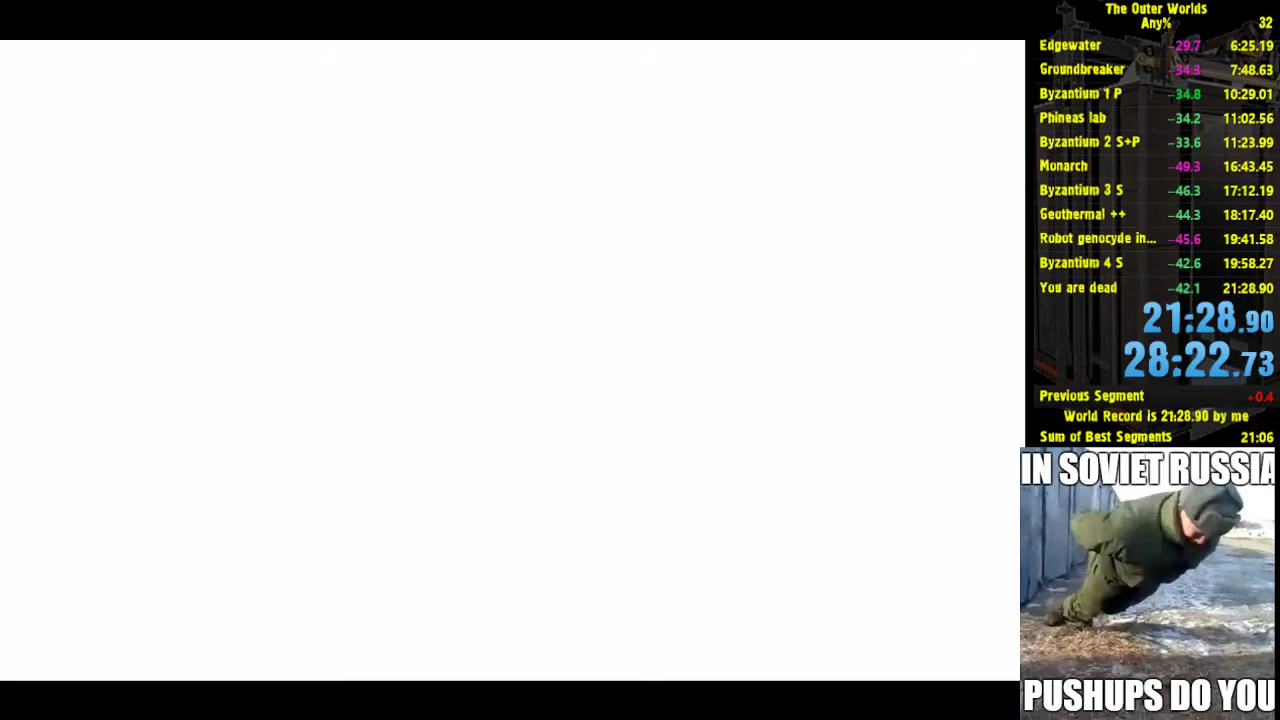 The Outer Worlds
Any% 32
Edgewater -29.7 6:25.19
Groundbreaker -34.3 7:48.63
Byzantium 1 P -34.8 10:29.01
Phineas lab -34.2 11:02.56
Byzantium 2 S+P -33.6 11:23.99
Monarch -49.3 16:43.45
Byzantium 3 S -46.3 17:12.19
Geothermal ++ -44.3 18:17.40
Robot genocyde in... -45.6 19:41.58
Byzantium 4 S -42.6 19:58.27
You are dead -42.1 21:28.90
21:28.90
28:22.73
Previous Segment +0.4
World Record is 21:28.90 by me
Sum of Best Segments 21:06
IN SOVIET RUSSIA
PUSHUPS DO YOU